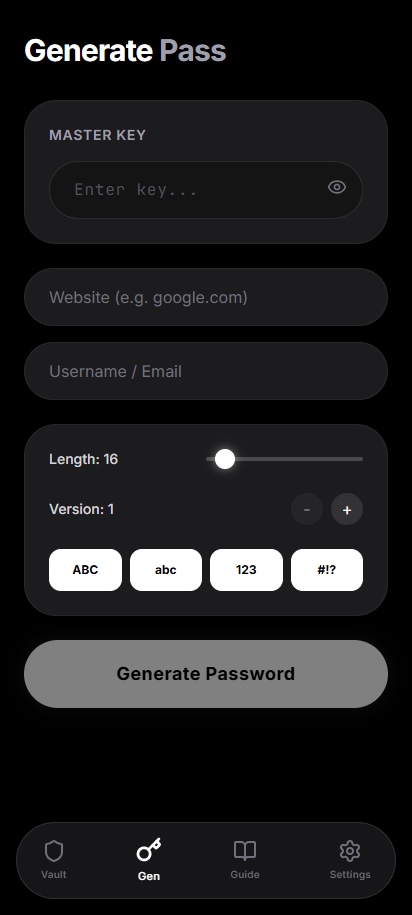 Generate Pass
MASTER KEY
Enter key...
Website (e.g. google.com)
Username / Email
Length: 16
Version: 1
- +
ABC abc 123 #!?
Generate Password
Vault Gen Guide Settings